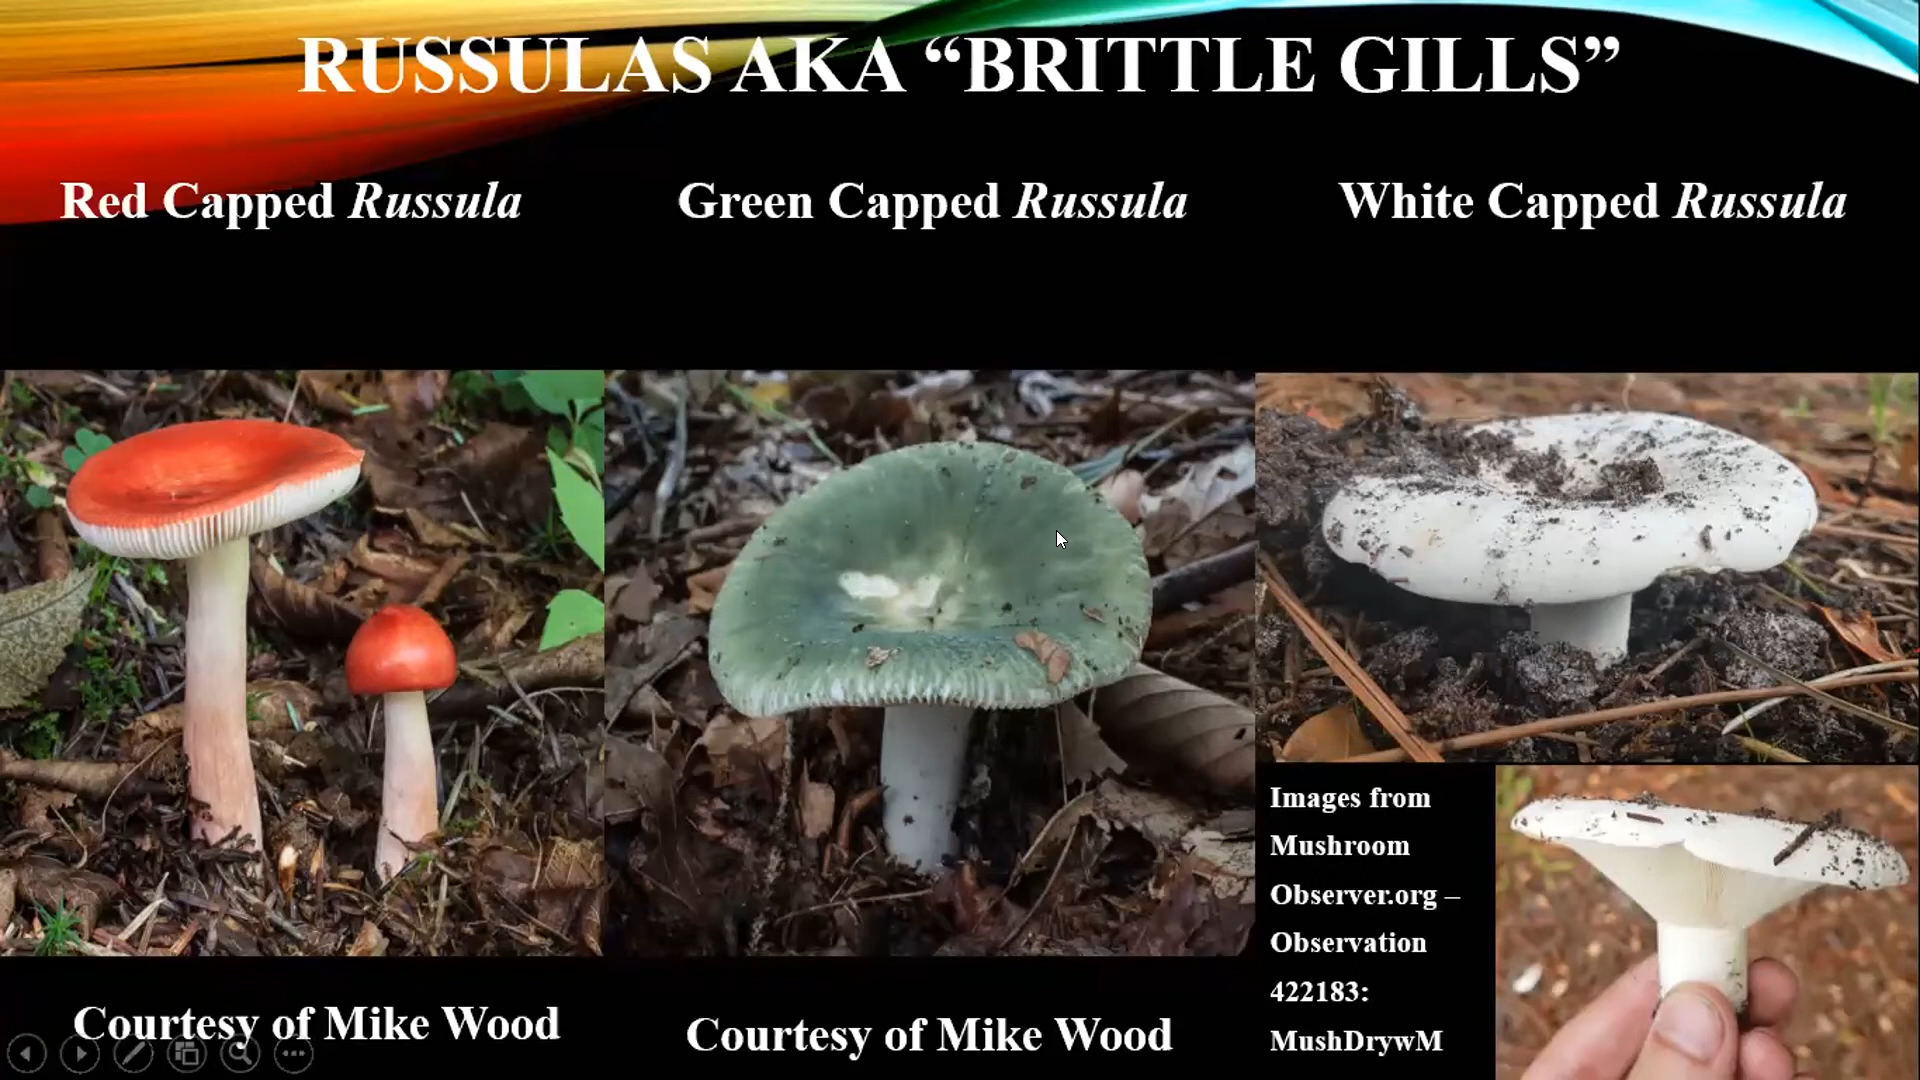 RUSSULAS AKA “BRITTLE GILLS”
Red Capped Russula
Green Capped Russula
White Capped Russula
Courtesy of Mike Wood
Courtesy of Mike Wood
Images from
Mushroom
Observer.org –
Observation
422183:
MushDrywM